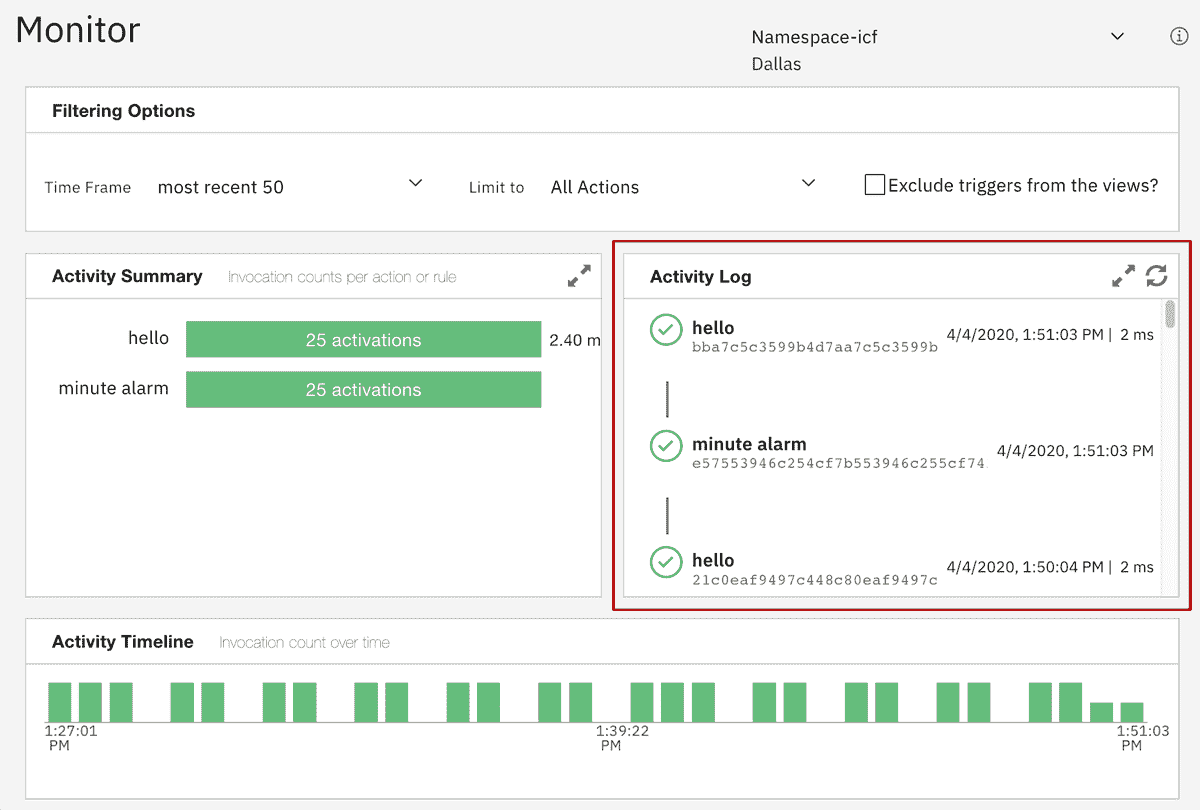 Monitor
Namespace-icf
Dallas
Filtering Options
Time Frame most recent 50 Limit to All Actions Exclude triggers from the views?
Activity Summary Invocation counts per action or rule
hello 25 activations 2.40 m
minute alarm 25 activations
Activity Log
hello
bba7c5c3599b4d7aa7c5c3599b
4/4/2020, 1:51:03 PM | 2 ms
minute alarm
e57553946c254cf7b553946c255cf74
4/4/2020, 1:51:03 PM
hello
21c0eaf9497c448c80eaf9497c
4/4/2020, 1:50:04 PM | 2 ms
Activity Timeline Invocation count over time
1:27:01 PM
1:39:22 PM
1:51:03 PM